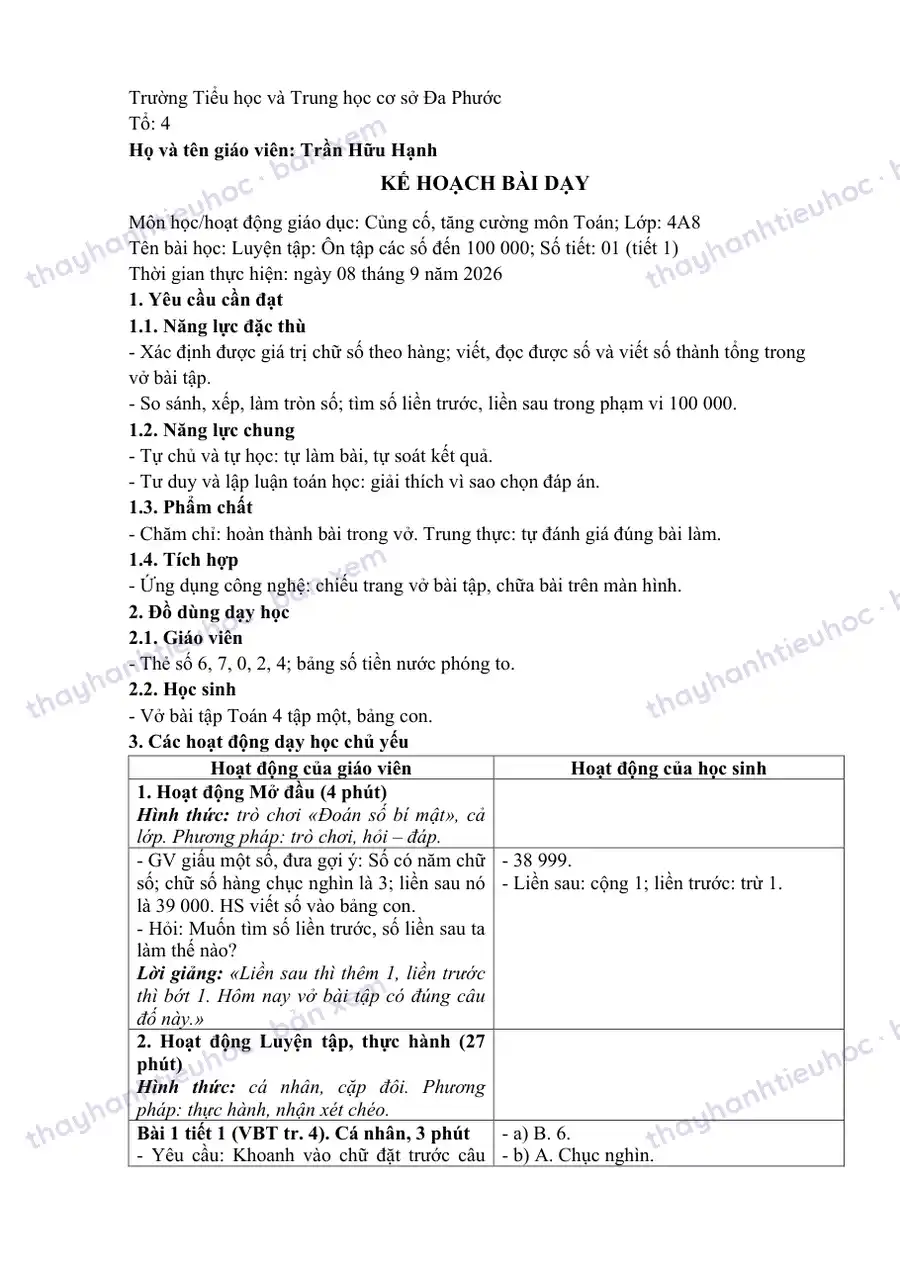 Trường Tiểu học và Trung học cơ sở Đa Phước
Tổ: 4
Họ và tên giáo viên: Trần Hữu Hạnh
KẾ HOẠCH BÀI DẠY
Môn học/hoạt động giáo dục: Củng cố, tăng cường môn Toán; Lớp: 4A8
Tên bài học: Luyện tập: Ôn tập các số đến 100 000; Số tiết: 01 (tiết 1)
Thời gian thực hiện: ngày 08 tháng 9 năm 2026
1. Yêu cầu cần đạt
1.1. Năng lực đặc thù
- Xác định được giá trị chữ số theo hàng; viết, đọc được số và viết số thành tổng trong
vở bài tập.
- So sánh, xếp, làm tròn số; tìm số liền trước, liền sau trong phạm vi 100 000.
1.2. Năng lực chung
- Tự chủ và tự học: tự làm bài, tự soát kết quả.
- Tư duy và lập luận toán học: giải thích vì sao chọn đáp án.
1.3. Phẩm chất
- Chăm chỉ: hoàn thành bài trong vở. Trung thực: tự đánh giá đúng bài làm.
1.4. Tích hợp
- Ứng dụng công nghệ: chiếu trang vở bài tập, chữa bài trên màn hình.
2. Đồ dùng dạy học
2.1. Giáo viên
- Thẻ số 6, 7, 0, 2, 4; bảng số tiền nước phóng to.
2.2. Học sinh
- Vở bài tập Toán 4 tập một, bảng con.
3. Các hoạt động dạy học chủ yếu
Hoạt động của giáo viên
Hoạt động của học sinh
1. Hoạt động Mở đầu (4 phút)
Hình thức: trò chơi «Đoán số bí mật», cả
lớp. Phương pháp: trò chơi, hỏi – đáp.
- GV giấu một số, đưa gợi ý: Số có năm chữ
số; chữ số hàng chục nghìn là 3; liền sau nó
là 39 000. HS viết số vào bảng con.
- Hỏi: Muốn tìm số liền trước, số liền sau ta
làm thế nào?
Lời giảng: «Liền sau thì thêm 1, liền trước
thì bớt 1. Hôm nay vở bài tập có đúng câu
đố này.»
- 38 999.
- Liền sau: cộng 1; liền trước: trừ 1.
2. Hoạt động Luyện tập, thực hành (27
phút)
Hình thức: cá nhân, cặp đôi. Phương
pháp: thực hành, nhận xét chéo.
Bài 1 tiết 1 (VBT tr. 4). Cá nhân, 3 phút
- Yêu cầu: Khoanh vào chữ đặt trước câu
- a) B. 6.
- b) A. Chục nghìn.
thayhanhtieuhoc · bản xem
thayhanhtieuhoc · b
thayhanhtieuhoc · bản xem
thayhanhtieuhoc · b
thayhanhtieuhoc · bản xem
thayhanhtieuhoc · b